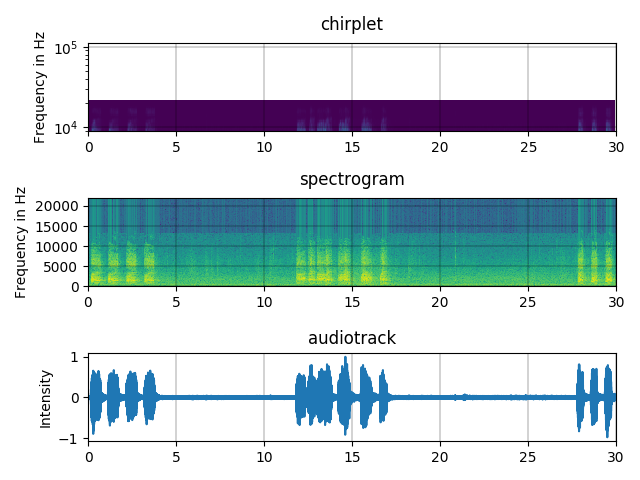 chirplet
Frequency in Hz
10^5
10^4
0 5 10 15 20 25 30
spectrogram
Frequency in Hz
20000
15000
10000
5000
0
0 5 10 15 20 25 30
audiotrack
Intensity
1
0
−1
0 5 10 15 20 25 30